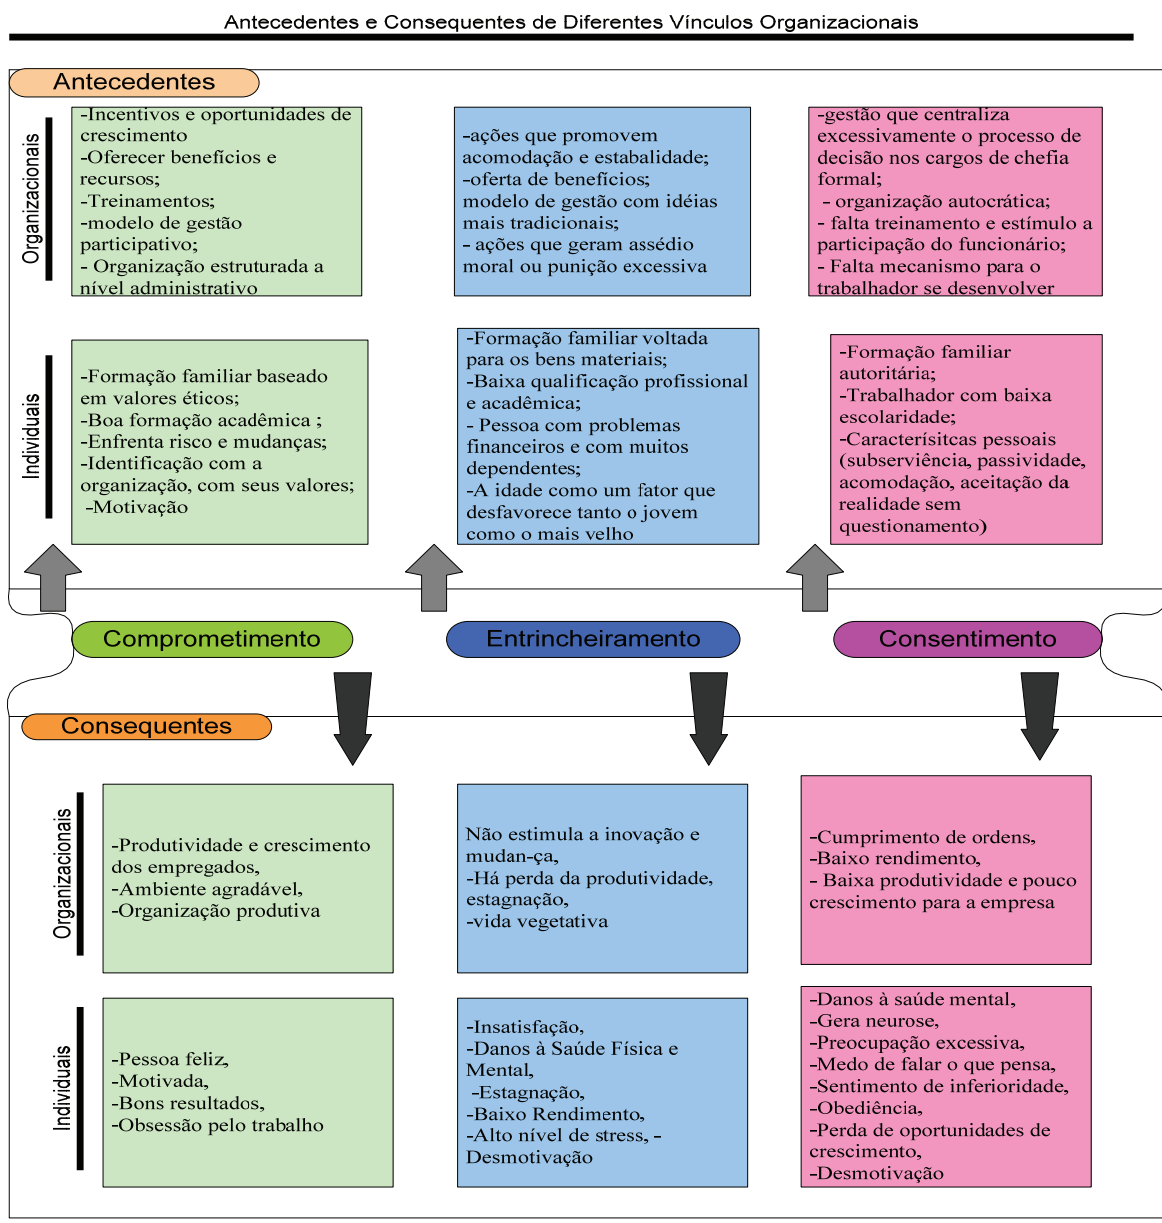 Antecedentes e Consequentes de Diferentes Vínculos Organizacionais
Antecedentes
Organizacionais
-Incentivos e oportunidades de
crescimento
-Oferecer benefícios e
recursos;
-Treinamentos;
-modelo de gestão
participativo;
- Organização estruturada a
nível administrativo
-ações que promovem
acomodação e estabalidade;
-oferta de benefícios;
modelo de gestão com idéias
mais tradicionais;
- ações que geram assédio
moral ou punição excessiva
-gestão que centraliza
excessivamente o processo de
decisão nos cargos de chefia
formal;
- organização autocrática;
- falta treinamento e estímulo a
participação do funcionário;
- Falta mecanismo para o
trabalhador se desenvolver
Individuais
-Formação familiar baseado
em valores éticos;
-Boa formação acadêmica ;
-Enfrenta risco e mudanças;
-Identificação com a
organização, com seus valores;
-Motivação
-Formação familiar voltada
para os bens materiais;
-Baixa qualificação profissional
e acadêmica;
- Pessoa com problemas
financeiros e com muitos
dependentes;
-A idade como um fator que
desfavorece tanto o jovem
como o mais velho
-Formação familiar
autoritária;
-Trabalhador com baixa
escolaridade;
-Caracterísitcas pessoais
(subserviência, passividade,
acomodação, aceitação da
realidade sem
questionamento)
Comprometimento
Entrincheiramento
Consentimento
Consequentes
Organizacionais
-Produtividade e crescimento
dos empregados,
-Ambiente agradável,
-Organização produtiva
Não estimula a inovação e
mudan-ça,
-Há perda da produtividade,
estagnação,
-vida vegetativa
-Cumprimento de ordens,
-Baixo rendimento,
- Baixa produtividade e pouco
crescimento para a empresa
Individuais
-Pessoa feliz,
-Motivada,
-Bons resultados,
-Obsessão pelo trabalho
-Insatisfação,
-Danos à Saúde Física e
Mental,
-Estagnação,
-Baixo Rendimento,
-Alto nível de stress, -
Desmotivação
-Danos à saúde mental,
-Gera neurose,
-Preocupação excessiva,
-Medo de falar o que pensa,
-Sentimento de inferioridade,
-Obediência,
-Perda de oportunidades de
crescimento,
-Desmotivação